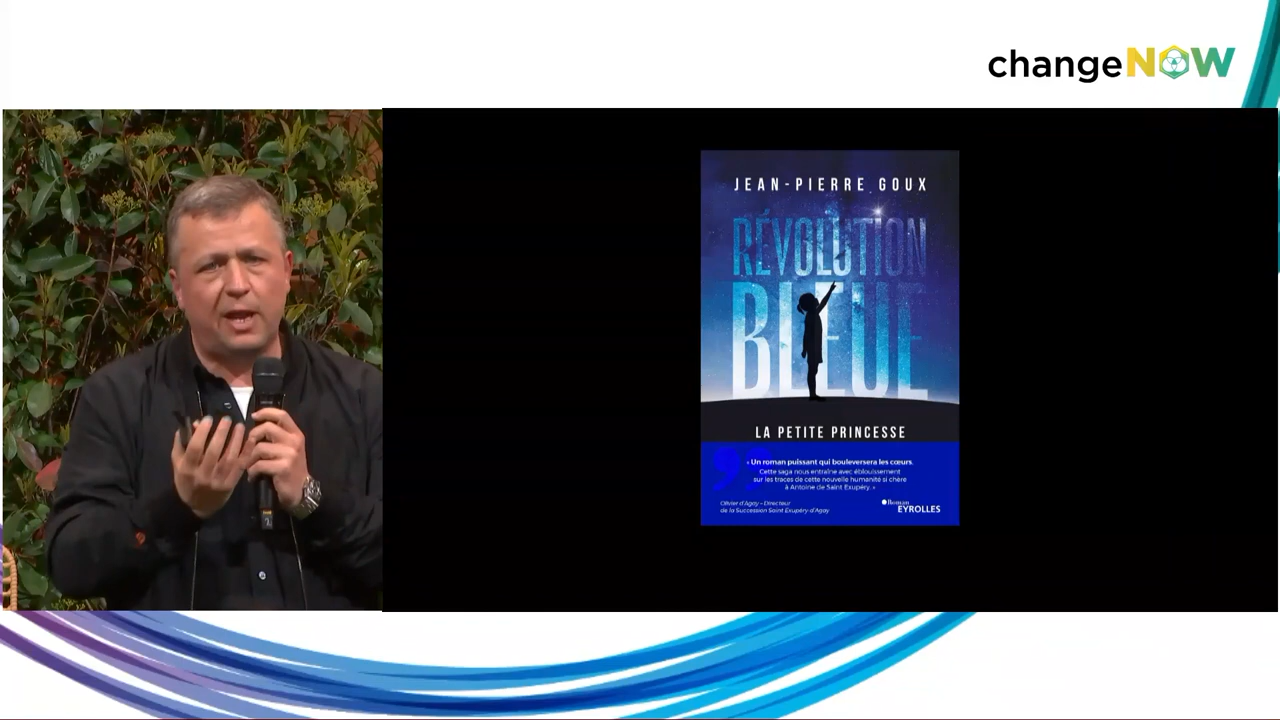 changeNOW
JEAN-PIERRE GOUX
RÉVOLUTION
BLEUE
LA PETITE PRINCESSE
« Un roman puissant qui bouleversera les cœurs.
Cette saga nous entraîne avec éblouissement
sur les traces de cette nouvelle humanité si chère
à Antoine de Saint Exupéry. »
Olivier d'Agay – Directeur
de la Succession Saint Exupéry-d'Agay
Roman
EYROLLES